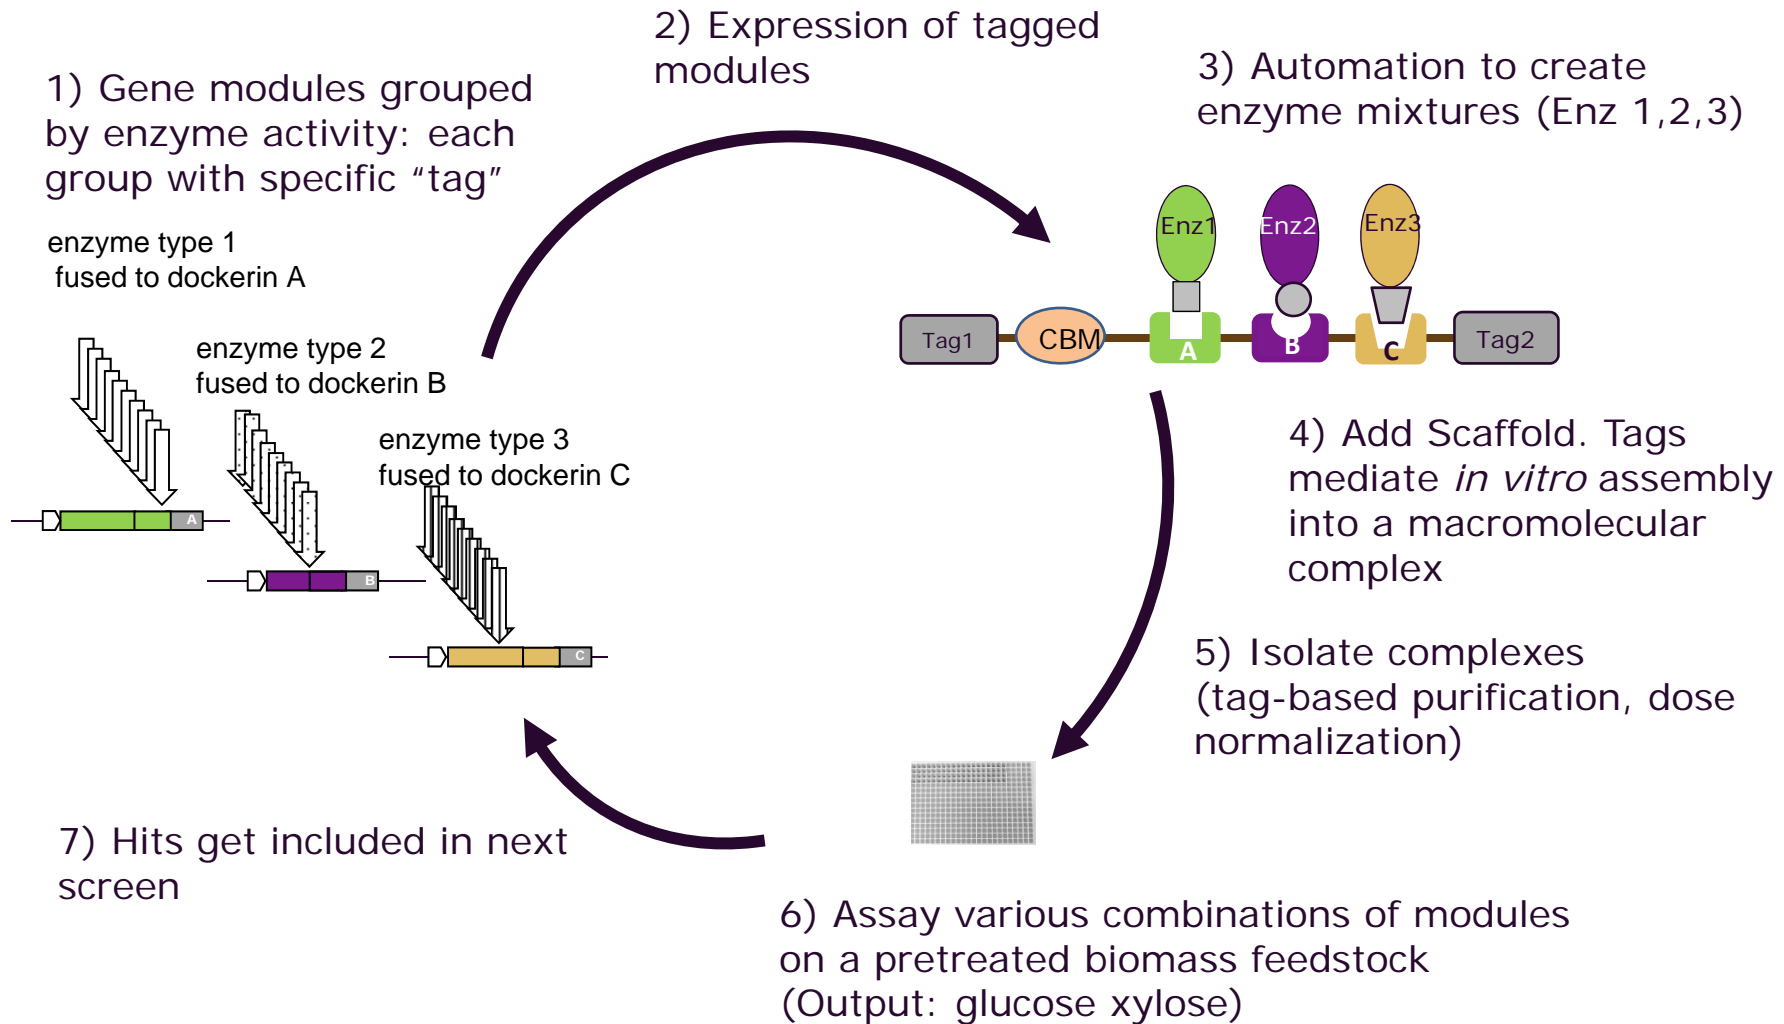 1) Gene modules grouped
by enzyme activity: each
group with specific “tag”
enzyme type 1
fused to dockerin A
enzyme type 2
fused to dockerin B
enzyme type 3
fused to dockerin C
A
B
C
2) Expression of tagged
modules
3) Automation to create
enzyme mixtures (Enz 1,2,3)
Enz1
Enz2
Enz3
Tag1
CBM
A
B
C
Tag2
4) Add Scaffold. Tags
mediate in vitro assembly
into a macromolecular
complex
5) Isolate complexes
(tag-based purification, dose
normalization)
6) Assay various combinations of modules
on a pretreated biomass feedstock
(Output: glucose xylose)
7) Hits get included in next
screen